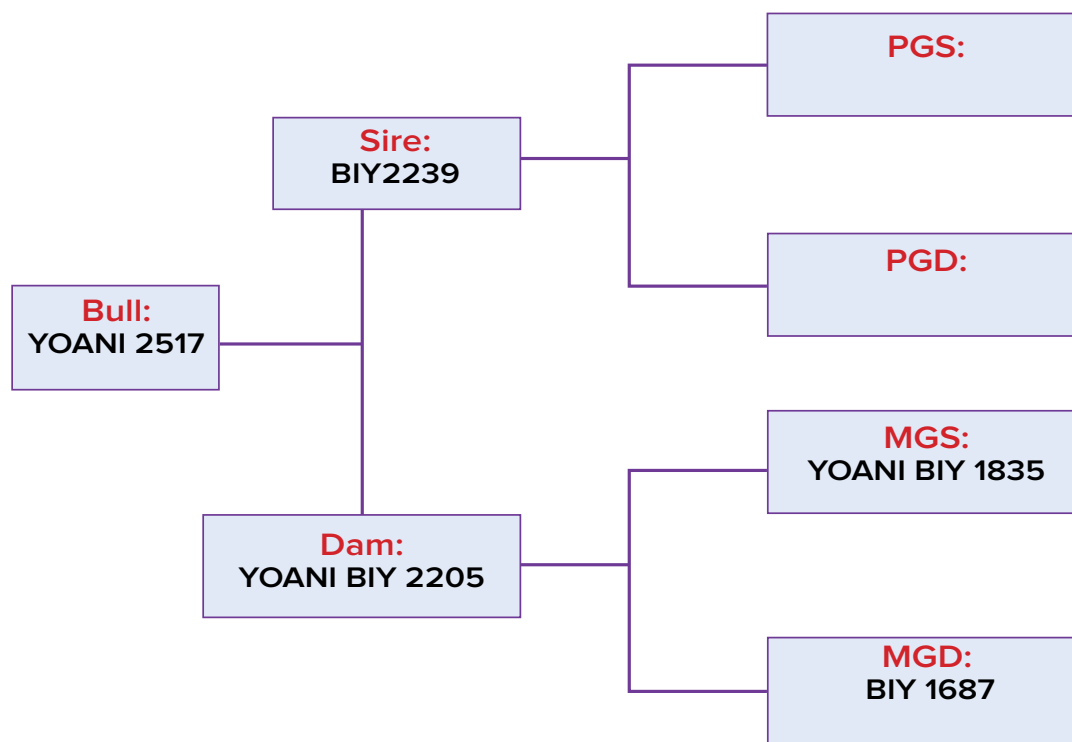 PGS:
Sire:
BIY2239
PGD:
Bull:
YOANI 2517
MGS:
YOANI BIY 1835
Dam:
YOANI BIY 2205
MGD:
BIY 1687